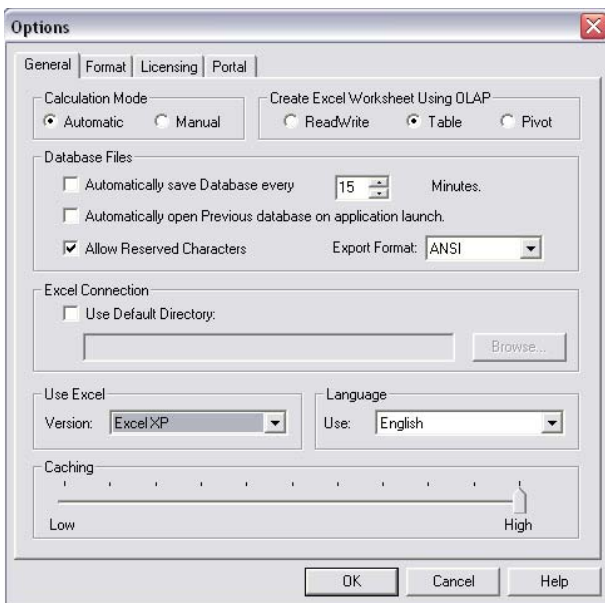 Options
General Format Licensing Portal
Calculation Mode
Automatic Manual
Create Excel Worksheet Using OLAP
ReadWrite Table Pivot
Database Files
Automatically save Database every 15 Minutes.
Automatically open Previous database on application launch.
Allow Reserved Characters Export Format: ANSI
Excel Connection
Use Default Directory:
Browse...
Use Excel
Version: Excel XP
Language
Use: English
Caching
Low High
OK Cancel Help